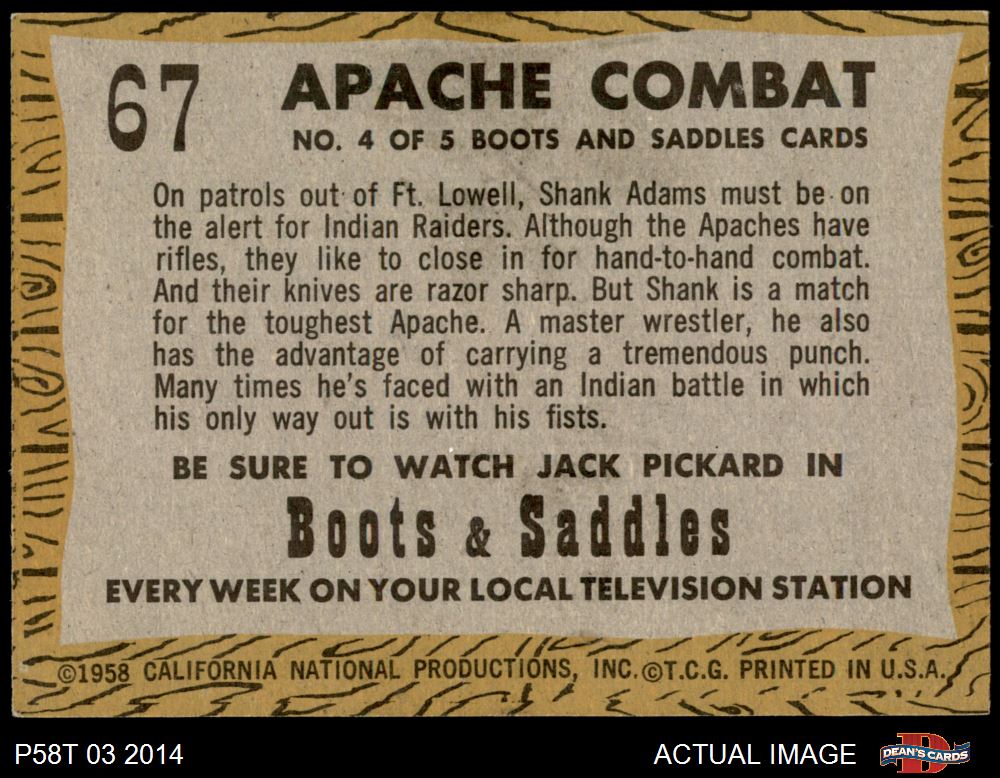 67
APACHE COMBAT
NO. 4 OF 5 BOOTS AND SADDLES CARDS
On patrols out of Ft. Lowell, Shank Adams must be on
the alert for Indian Raiders. Although the Apaches have
rifles, they like to close in for hand-to-hand combat.
And their knives are razor sharp. But Shank is a match
for the toughest Apache. A master wrestler, he also
has the advantage of carrying a tremendous punch.
Many times he's faced with an Indian battle in which
his only way out is with his fists.
BE SURE TO WATCH JACK PICKARD IN
Boots & Saddles
EVERY WEEK ON YOUR LOCAL TELEVISION STATION
©1958 CALIFORNIA NATIONAL PRODUCTIONS, INC. ©T.C.G. PRINTED IN U.S.A.
P58T 03 2014
ACTUAL IMAGE
D
DEAN'S CARDS